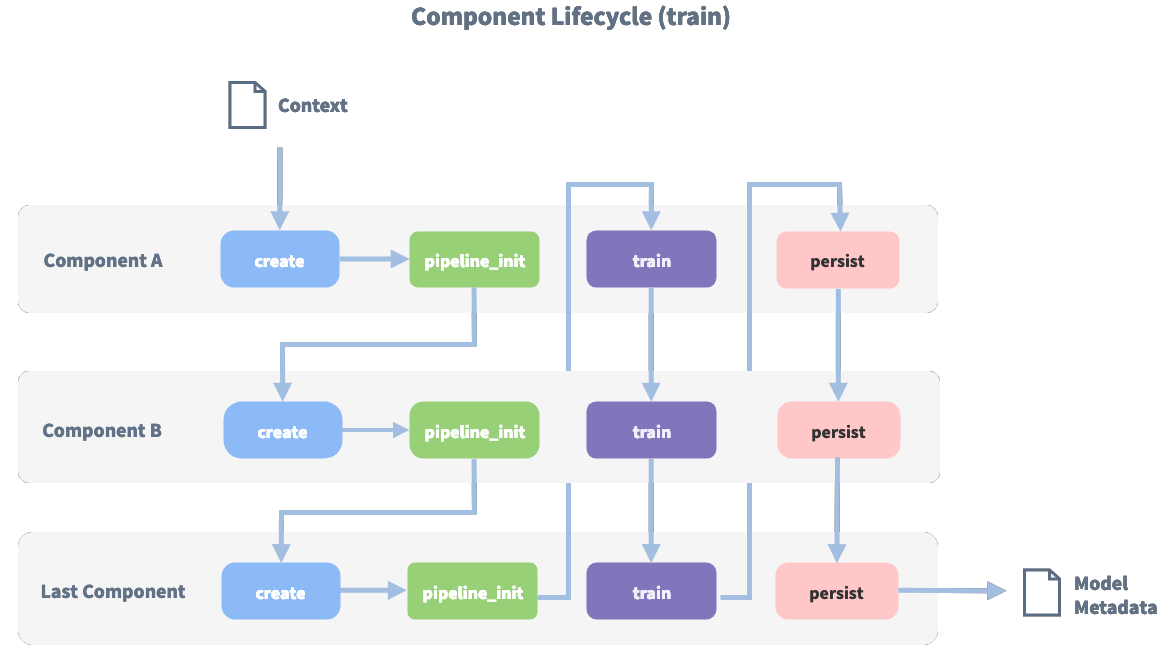 Component Lifecycle (train)
Context
Component A
create
pipeline_init
train
persist
Component B
create
pipeline_init
train
persist
Last Component
create
pipeline_init
train
persist
Model
Metadata